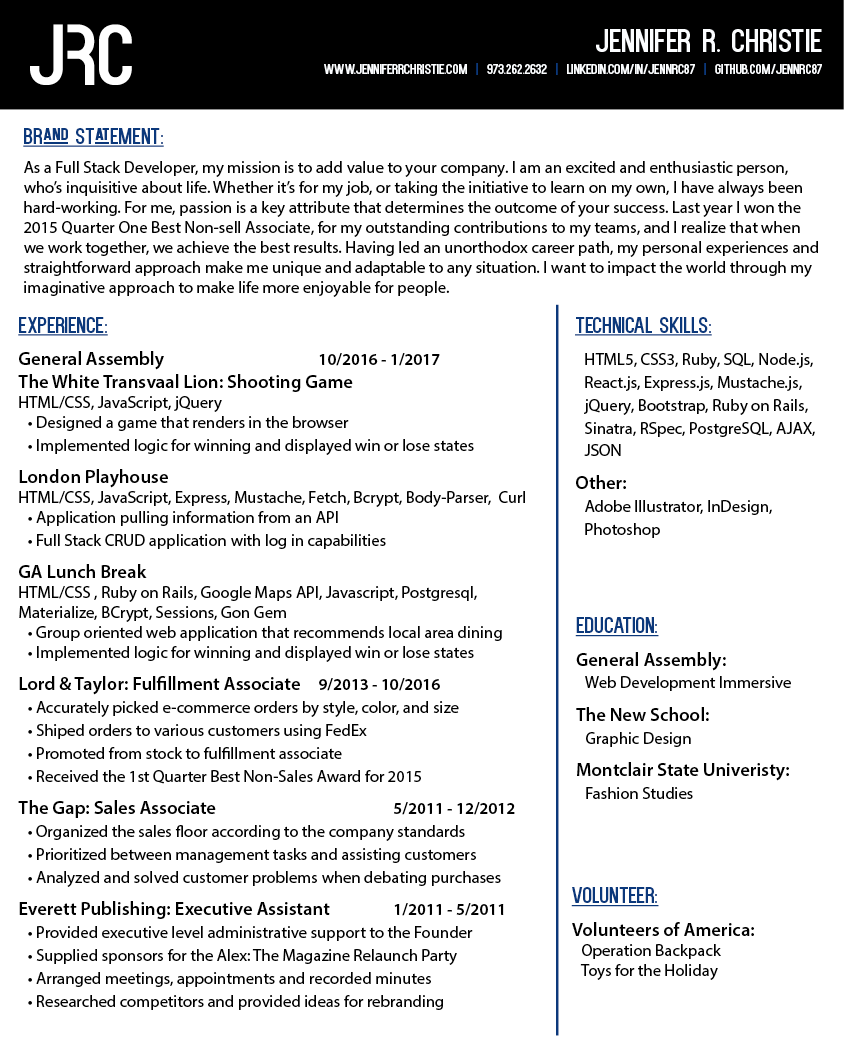 JRC
JENNIFER R. CHRISTIE
WWW.JENNIFERRCHRISTIE.COM | 973.262.2632 | LINKEDIN.COM/IN/JENNRC87 | GITHUB.COM/JENNRC87
BRAND STATEMENT:
As a Full Stack Developer, my mission is to add value to your company. I am an excited and enthusiastic person,
who's inquisitive about life. Whether it's for my job, or taking the initiative to learn on my own, I have always been
hard-working. For me, passion is a key attribute that determines the outcome of your success. Last year I won the
2015 Quarter One Best Non-sell Associate, for my outstanding contributions to my teams, and I realize that when
we work together, we achieve the best results. Having led an unorthodox career path, my personal experiences and
straightforward approach make me unique and adaptable to any situation. I want to impact the world through my
imaginative approach to make life more enjoyable for people.
EXPERIENCE:
General Assembly 10/2016 - 1/2017
The White Transvaal Lion: Shooting Game
HTML/CSS, JavaScript, jQuery
• Designed a game that renders in the browser
• Implemented logic for winning and displayed win or lose states
London Playhouse
HTML/CSS, JavaScript, Express, Mustache, Fetch, Bcrypt, Body-Parser, Curl
• Application pulling information from an API
• Full Stack CRUD application with log in capabilities
GA Lunch Break
HTML/CSS , Ruby on Rails, Google Maps API, Javascript, Postgresql,
Materialize, BCrypt, Sessions, Gon Gem
• Group oriented web application that recommends local area dining
• Implemented logic for winning and displayed win or lose states
Lord & Taylor: Fulfillment Associate 9/2013 - 10/2016
• Accurately picked e-commerce orders by style, color, and size
• Shiped orders to various customers using FedEx
• Promoted from stock to fulfillment associate
• Received the 1st Quarter Best Non-Sales Award for 2015
The Gap: Sales Associate 5/2011 - 12/2012
• Organized the sales floor according to the company standards
• Prioritized between management tasks and assisting customers
• Analyzed and solved customer problems when debating purchases
Everett Publishing: Executive Assistant 1/2011 - 5/2011
• Provided executive level administrative support to the Founder
• Supplied sponsors for the Alex: The Magazine Relaunch Party
• Arranged meetings, appointments and recorded minutes
• Researched competitors and provided ideas for rebranding
TECHNICAL SKILLS:
HTML5, CSS3, Ruby, SQL, Node.js,
React.js, Express.js, Mustache.js,
jQuery, Bootstrap, Ruby on Rails,
Sinatra, RSpec, PostgreSQL, AJAX,
JSON
Other:
Adobe Illustrator, InDesign,
Photoshop
EDUCATION:
General Assembly:
Web Development Immersive
The New School:
Graphic Design
Montclair State Univeristy:
Fashion Studies
VOLUNTEER:
Volunteers of America:
Operation Backpack
Toys for the Holiday